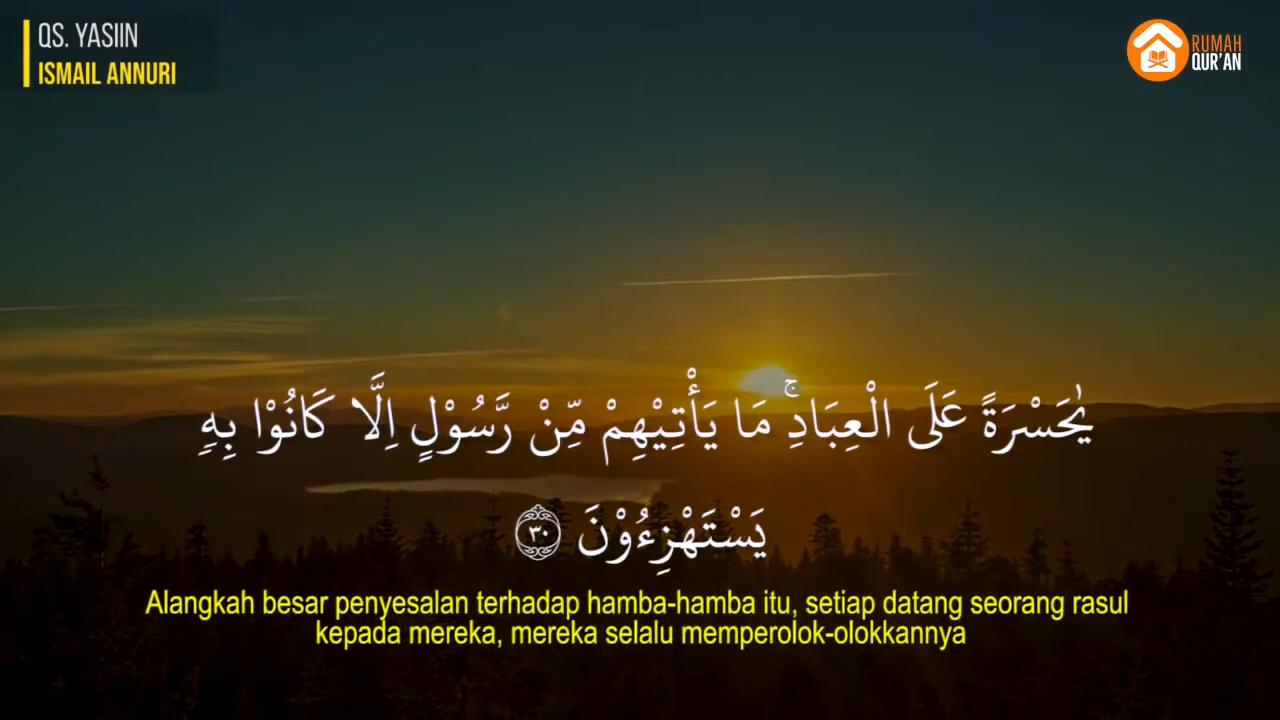 QS. YASIIN
ISMAIL ANNURI
RUMAH
QUR'AN
يٰحَسْرَةً عَلَى الْعِبَادِۚ مَا يَأْتِيْهِمْ مِّنْ رَّسُوْلٍ اِلَّا كَانُوْا بِهٖ
يَسْتَهْزِءُوْنَ ٣٠
Alangkah besar penyesalan terhadap hamba-hamba itu, setiap datang seorang rasul
kepada mereka, mereka selalu memperolok-olokkannya